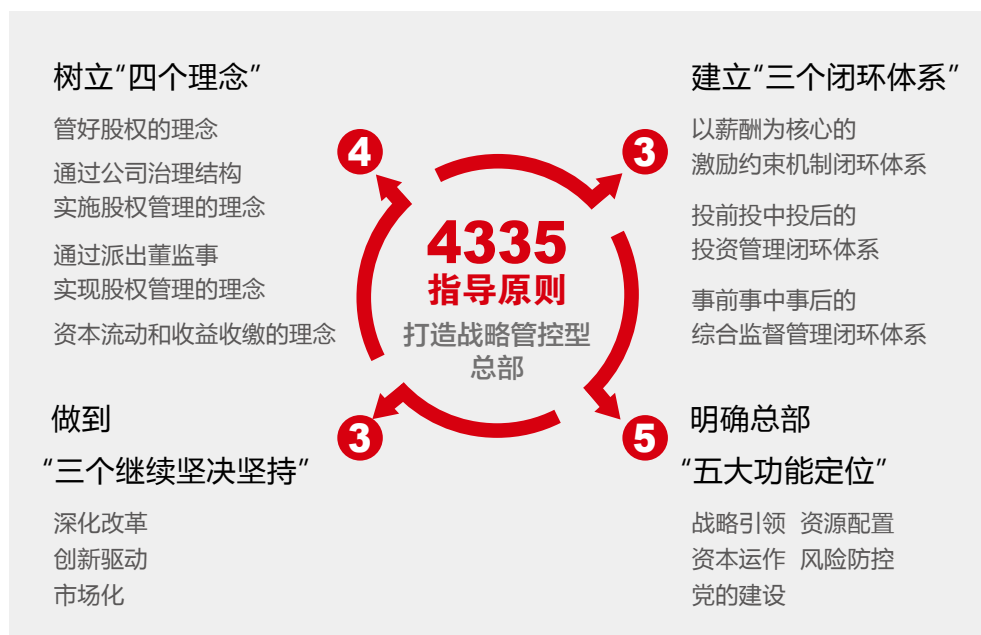 树立“四个理念”
管好股权的理念
通过公司治理结构
实施股权管理的理念
通过派出董监事
实现股权管理的理念
资本流动和收益收缴的理念
4
建立“三个闭环体系”
以薪酬为核心的
激励约束机制闭环体系
投前投中投后的
投资管理闭环体系
事前事中事后的
综合监督管理闭环体系
3
4335
指导原则
打造战略管控型
总部
做到
“三个继续坚决坚持”
深化改革
创新驱动
市场化
3
明确总部
“五大功能定位”
战略引领 资源配置
资本运作 风险防控
党的建设
5